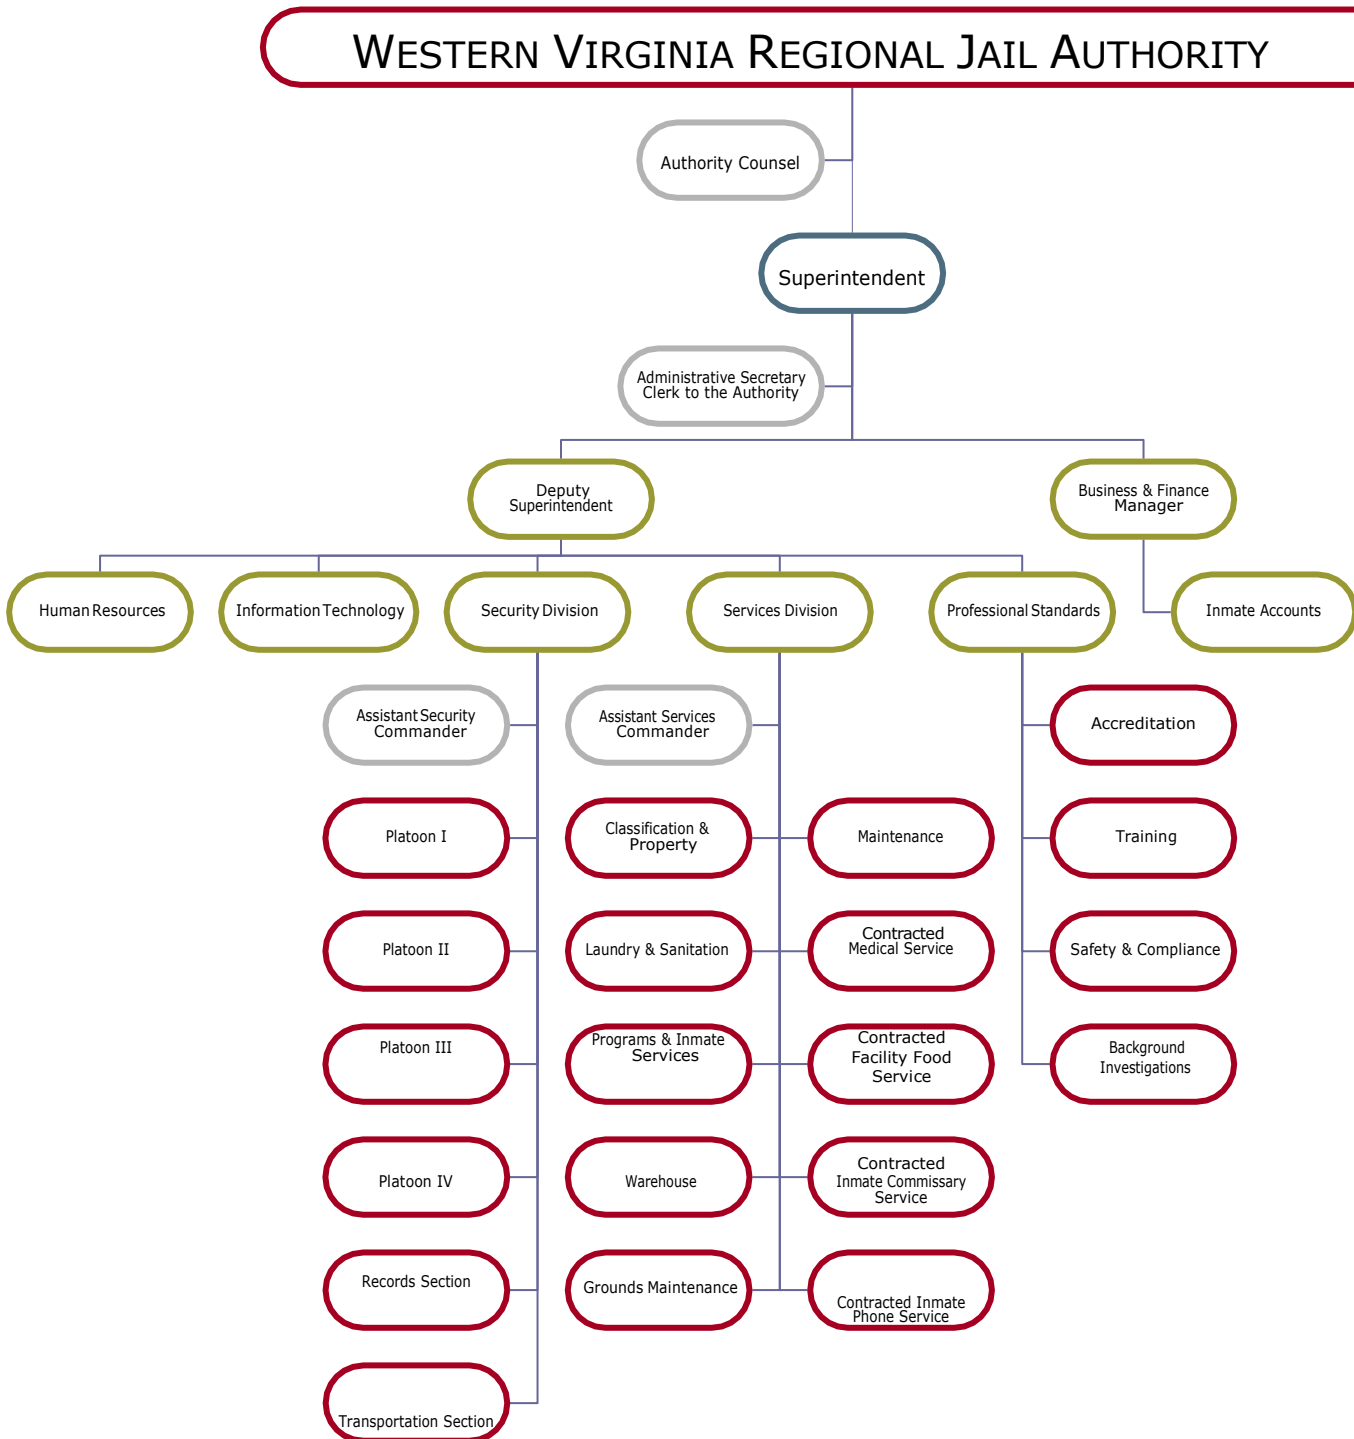 WESTERN VIRGINIA REGIONAL JAIL AUTHORITY
Authority Counsel
Superintendent
Administrative Secretary
Clerk to the Authority
Deputy
Superintendent
Business & Finance
Manager
Human Resources
Information Technology
Security Division
Services Division
Professional Standards
Inmate Accounts
Assistant Security
Commander
Assistant Services
Commander
Accreditation
Platoon I
Classification &
Property
Maintenance
Training
Platoon II
Laundry & Sanitation
Contracted
Medical Service
Safety & Compliance
Platoon III
Programs & Inmate
Services
Contracted
Facility Food
Service
Background
Investigations
Platoon IV
Warehouse
Contracted
Inmate Commissary
Service
Records Section
Grounds Maintenance
Contracted Inmate
Phone Service
Transportation Section